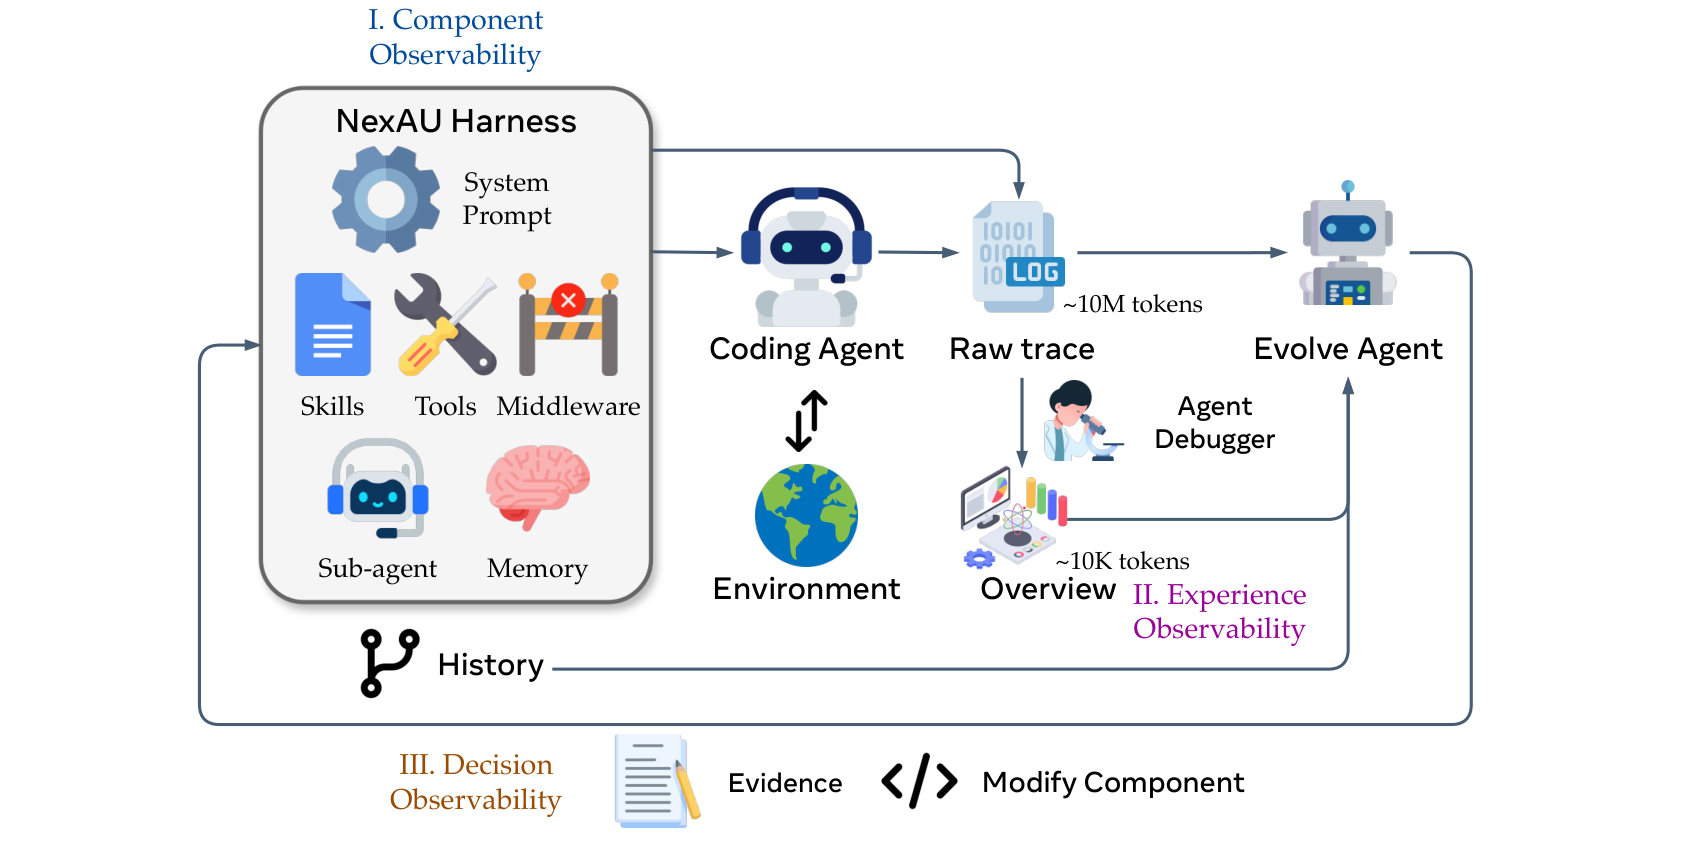 I. Component
Observability
NexAU Harness
System
Prompt
Skills
Tools
Middleware
Sub-agent
Memory
History
Coding Agent
Environment
10101
01010
10
LOG
~10M tokens
Raw trace
Agent
Debugger
~10K tokens
Overview
II. Experience
Observability
Evolve Agent
III. Decision
Observability
Evidence
</>
Modify Component